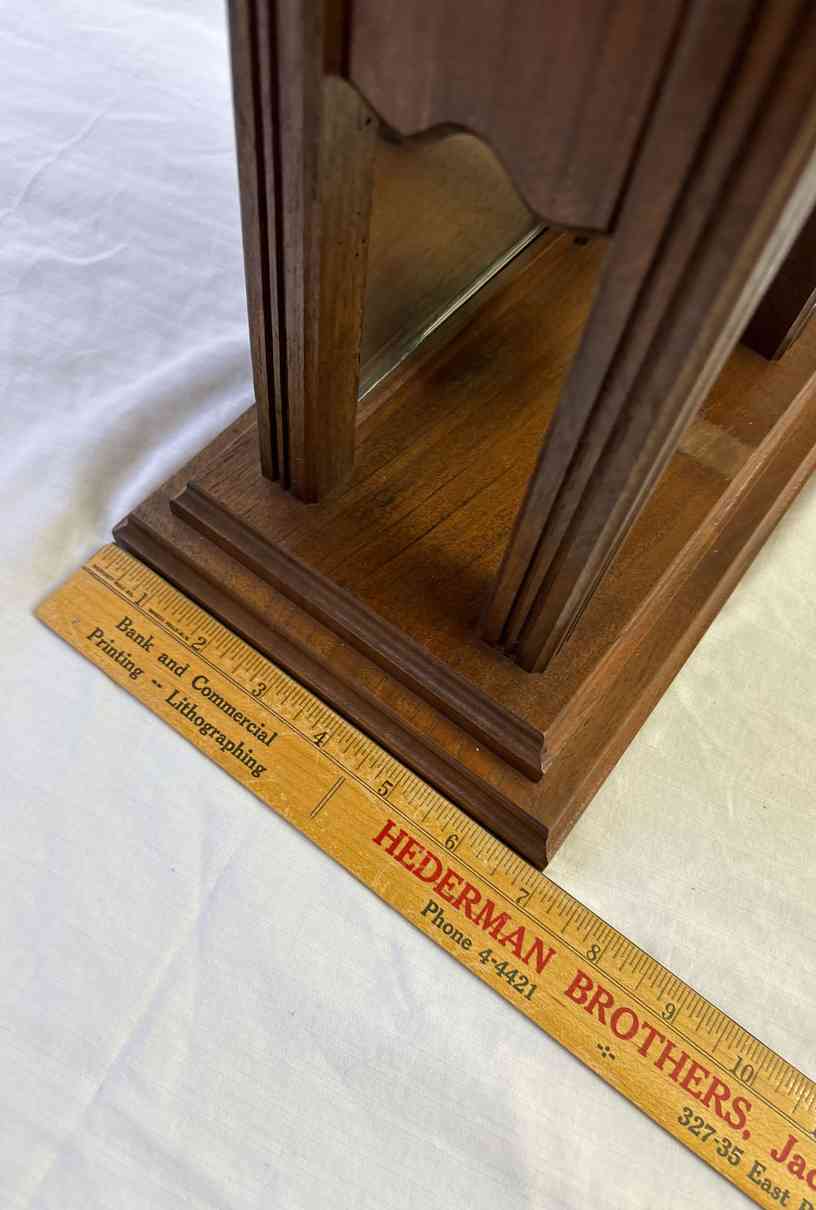 1 2 3 4 5 6 7 8 9 10
Bank and Commercial
Printing -- Lithographing
HEDERMAN BROTHERS, Jac
Phone 4-4421
327-35 East